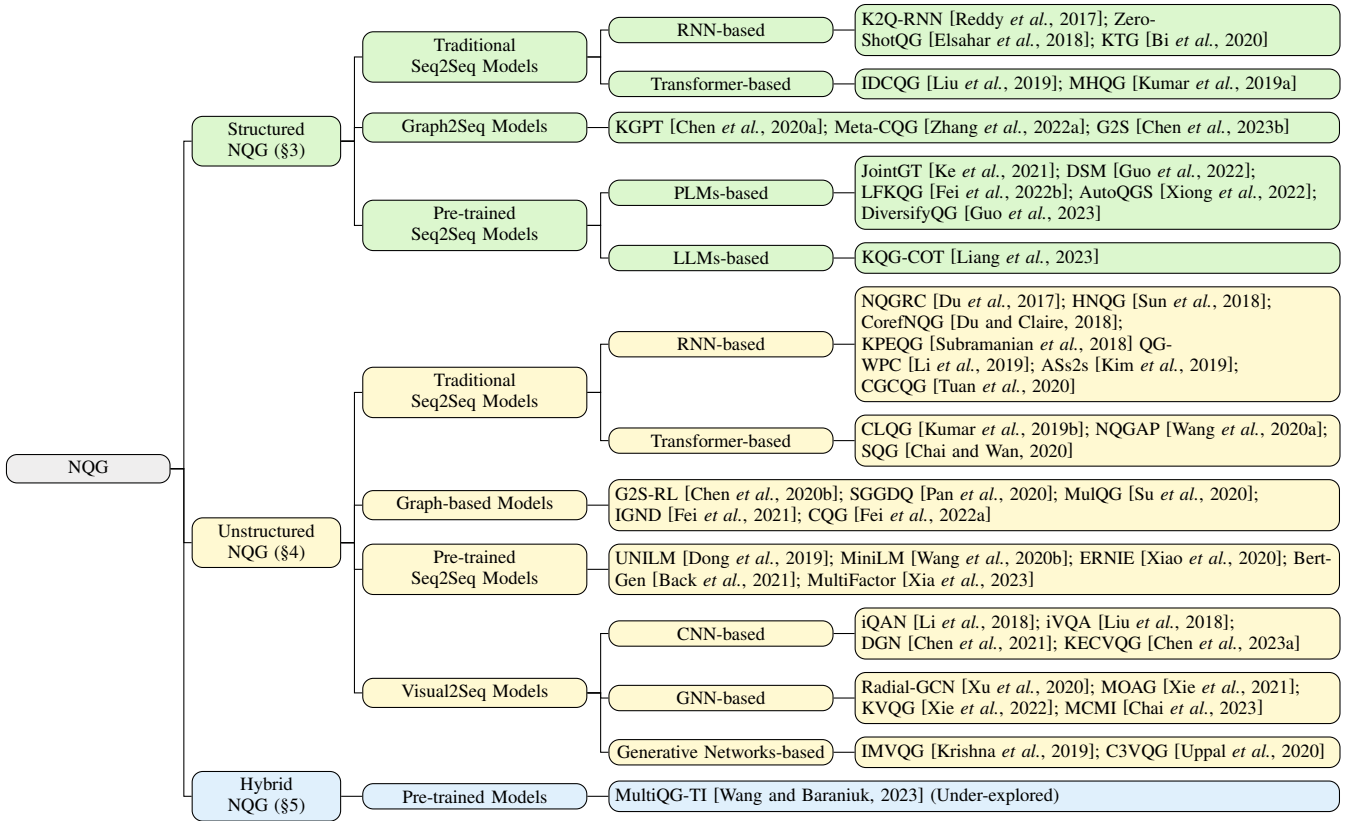 NQG
Structured
NQG (§3)
Traditional
Seq2Seq Models
RNN-based
K2Q-RNN [Reddy et al., 2017]; Zero-
ShotQG [Elsahar et al., 2018]; KTG [Bi et al., 2020]
Transformer-based
IDCQG [Liu et al., 2019]; MHQG [Kumar et al., 2019a]
Graph2Seq Models
KGPT [Chen et al., 2020a]; Meta-CQG [Zhang et al., 2022a]; G2S [Chen et al., 2023b]
Pre-trained
Seq2Seq Models
PLMs-based
JointGT [Ke et al., 2021]; DSM [Guo et al., 2022];
LFKQG [Fei et al., 2022b]; AutoQGS [Xiong et al., 2022];
DiversifyQG [Guo et al., 2023]
LLMs-based
KQG-COT [Liang et al., 2023]
Unstructured
NQG (§4)
Traditional
Seq2Seq Models
RNN-based
NQGRC [Du et al., 2017]; HNQG [Sun et al., 2018];
CorefNQG [Du and Claire, 2018];
KPEQG [Subramanian et al., 2018] QG-
WPC [Li et al., 2019]; ASs2s [Kim et al., 2019];
CGCQG [Tuan et al., 2020]
Transformer-based
CLQG [Kumar et al., 2019b]; NQGAP [Wang et al., 2020a];
SQG [Chai and Wan, 2020]
Graph-based Models
G2S-RL [Chen et al., 2020b]; SGGDQ [Pan et al., 2020]; MulQG [Su et al., 2020];
IGND [Fei et al., 2021]; CQG [Fei et al., 2022a]
Pre-trained
Seq2Seq Models
UNILM [Dong et al., 2019]; MiniLM [Wang et al., 2020b]; ERNIE [Xiao et al., 2020]; Bert-
Gen [Back et al., 2021]; MultiFactor [Xia et al., 2023]
Visual2Seq Models
CNN-based
iQAN [Li et al., 2018]; iVQA [Liu et al., 2018];
DGN [Chen et al., 2021]; KECVQG [Chen et al., 2023a]
GNN-based
Radial-GCN [Xu et al., 2020]; MOAG [Xie et al., 2021];
KVQG [Xie et al., 2022]; MCMI [Chai et al., 2023]
Generative Networks-based
IMVQG [Krishna et al., 2019]; C3VQG [Uppal et al., 2020]
Hybrid
NQG (§5)
Pre-trained Models
MultiQG-TI [Wang and Baraniuk, 2023] (Under-explored)